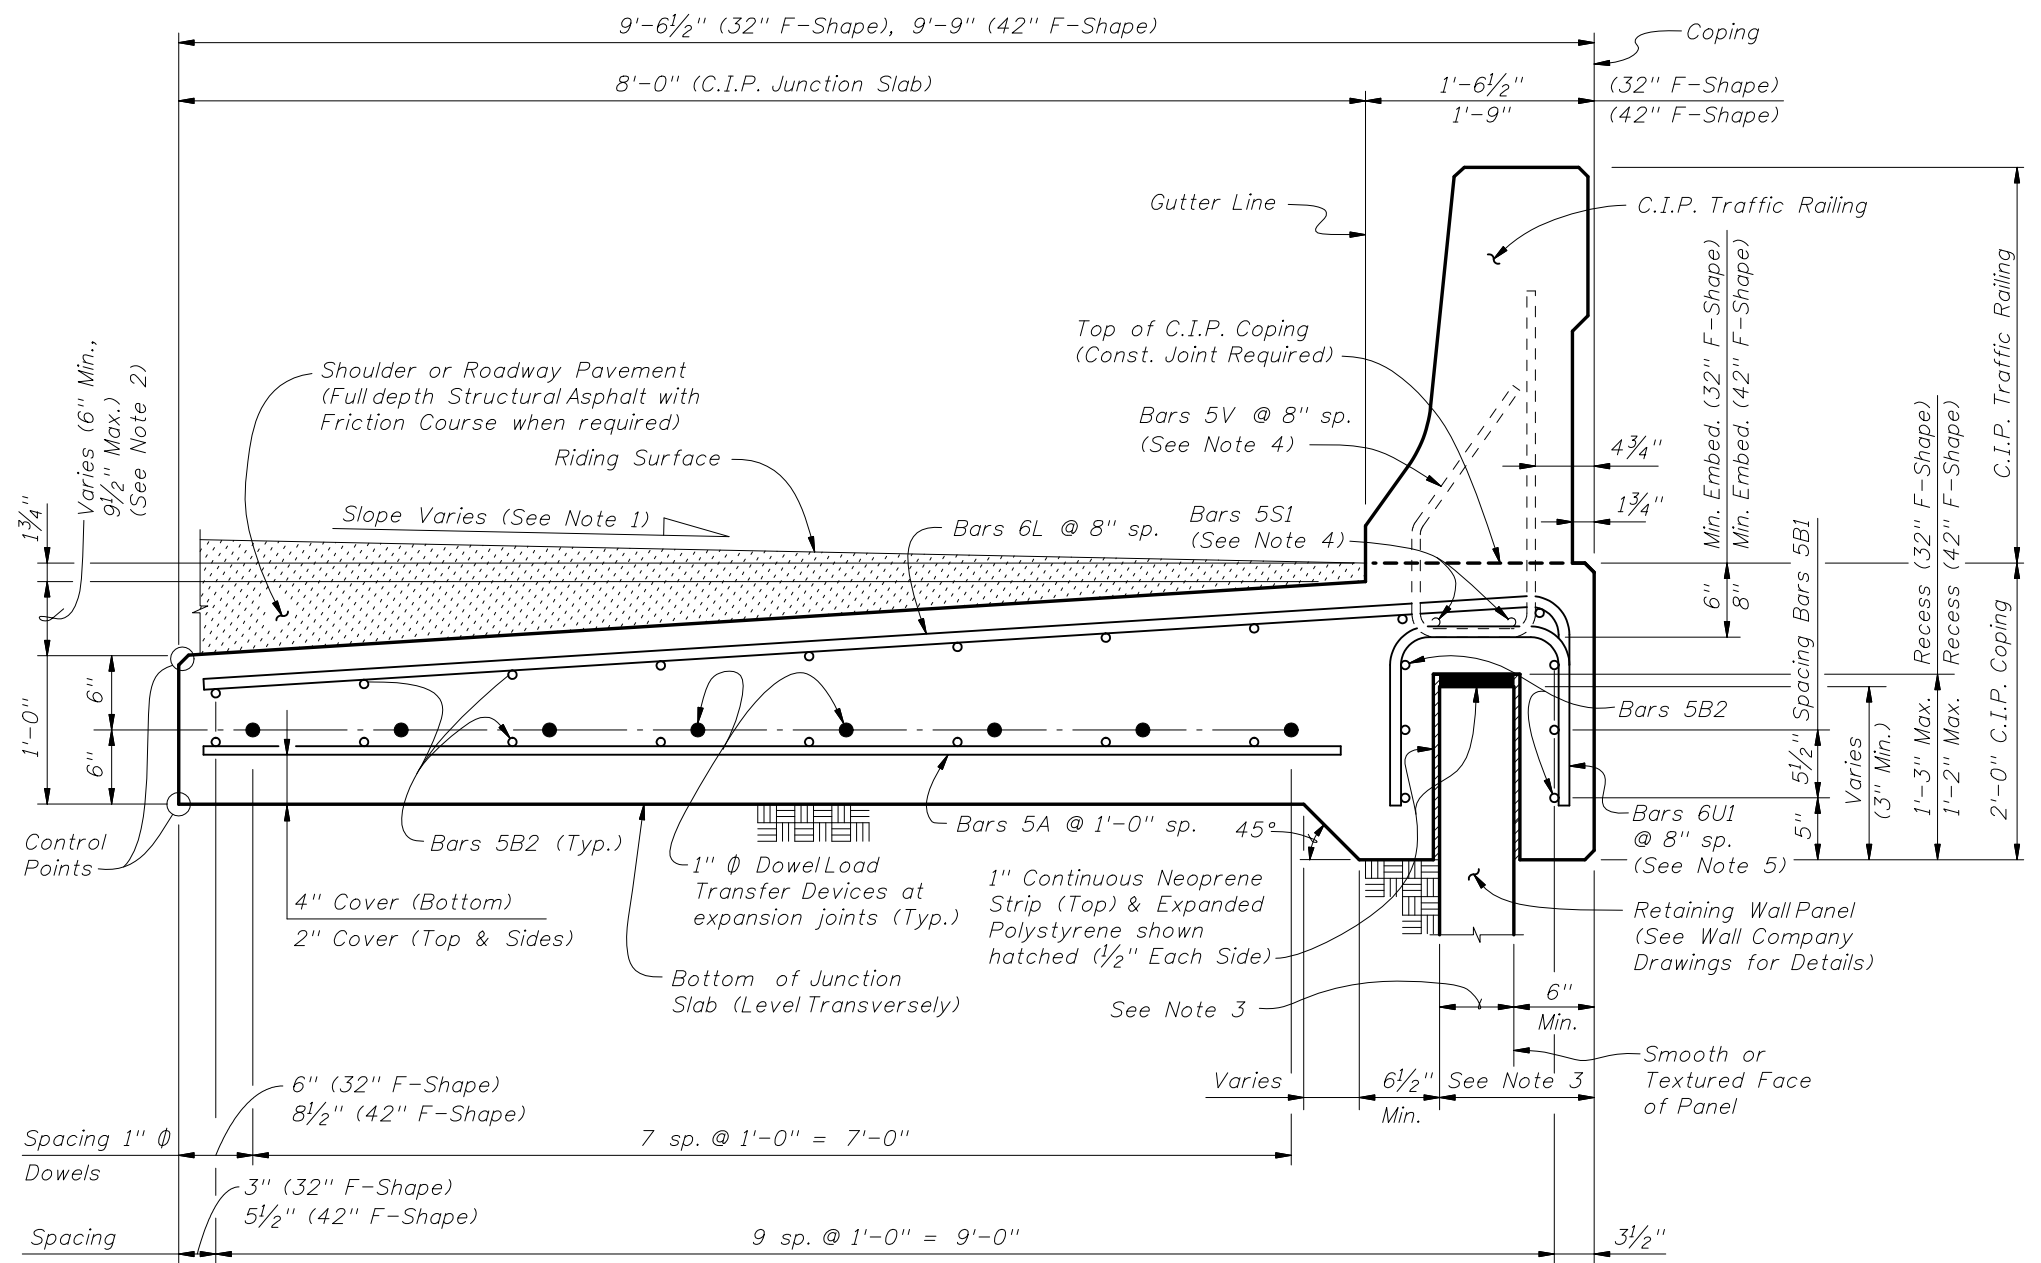 9'-6½" (32" F-Shape), 9'-9" (42" F-Shape)
Coping
8'-0" (C.I.P. Junction Slab)
1'-6½"
(32" F-Shape)
1'-9"
(42" F-Shape)
Gutter Line
C.I.P. Traffic Railing
Top of C.I.P. Coping
(Const. Joint Required)
Shoulder or Roadway Pavement
(Full depth Structural Asphalt with
Friction Course when required)
Bars 5V @ 8" sp.
(See Note 4)
Riding Surface
Slope Varies (See Note 1)
Bars 6L @ 8" sp.
Bars 5S1
(See Note 4)
4¾"
1¾"
6" Min. Embed. (32" F-Shape)
8" Min. Embed. (42" F-Shape)
C.I.P. Traffic Railing
1'-3" Max. Recess (32" F-Shape)
1'-2" Max. Recess (42" F-Shape)
2'-0" C.I.P. Coping
5½" Spacing Bars 5B1
5"
Varies
(3" Min.)
1¾"
Varies (6" Min.,
9½" Max.)
(See Note 2)
1'-0"
6"
6"
Control
Points
Bars 5B2
Bars 5B2 (Typ.)
Bars 5A @ 1'-0" sp.
45°
Bars 6U1
@ 8" sp.
(See Note 5)
1" Φ Dowel Load
Transfer Devices at
expansion joints (Typ.)
1" Continuous Neoprene
Strip (Top) & Expanded
Polystyrene shown
hatched (½" Each Side)
4" Cover (Bottom)
2" Cover (Top & Sides)
Retaining Wall Panel
(See Wall Company
Drawings for Details)
Bottom of Junction
Slab (Level Transversely)
See Note 3
6"
Min.
Smooth or
Textured Face
of Panel
Varies
6½"
Min.
See Note 3
6" (32" F-Shape)
8½" (42" F-Shape)
Spacing 1" Φ
Dowels
7 sp. @ 1'-0" = 7'-0"
3" (32" F-Shape)
5½" (42" F-Shape)
Spacing
9 sp. @ 1'-0" = 9'-0"
3½"